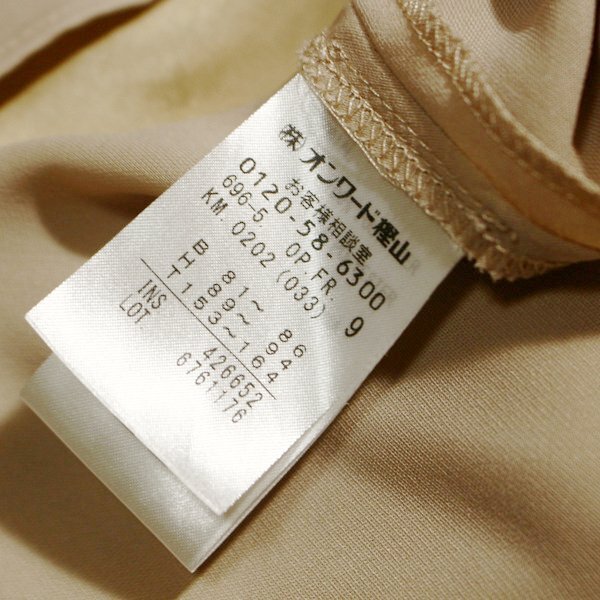 ㈱オンワード樫山
お客様相談室
0120-58-6300
696-5. OP.FR. 9
KM.0202(033)
B 81~ 86
H 89~ 94
T 153~164
INS 426652
LOT. 6761176